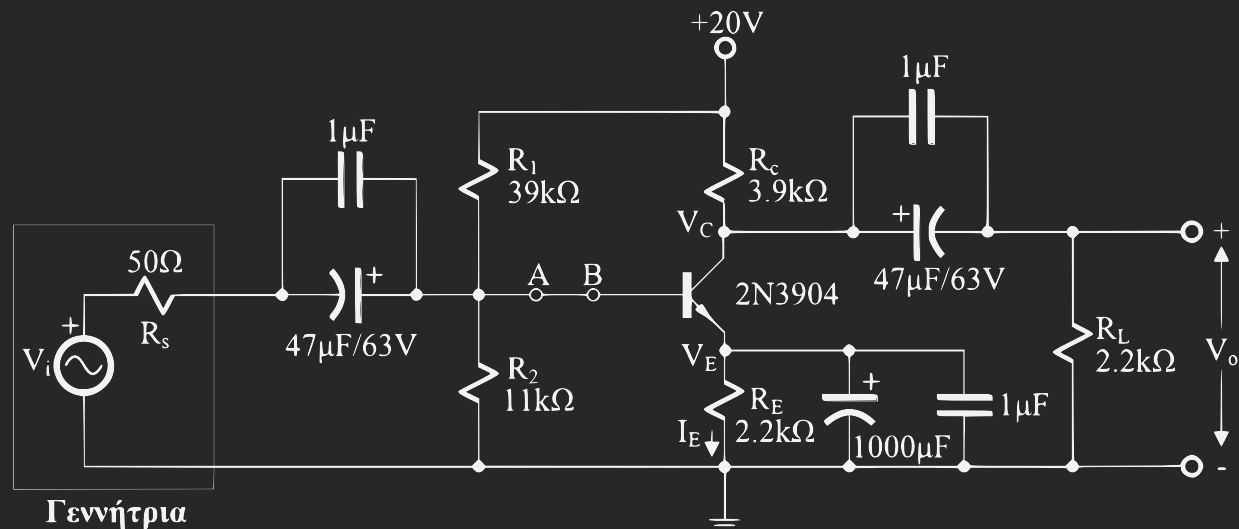 +20V
1μF
1μF
R1
39kΩ
Rc
3.9kΩ
VC
+
+
50Ω
A
B
47μF/63V
2N3904
+
+
Rs
47μF/63V
RL
2.2kΩ
Vi
VE
Vo
R2
11kΩ
+
RE
2.2kΩ
1μF
IE
1000μF
-
Γεννήτρια